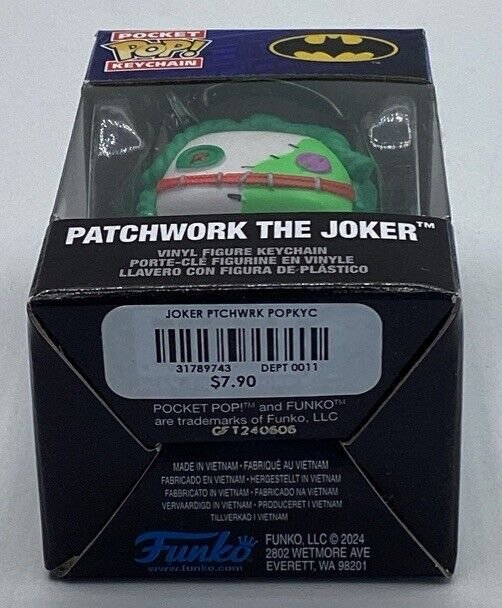 POCKET
POP!
KEYCHAIN
PATCHWORK THE JOKER™
VINYL FIGURE KEYCHAIN
PORTE-CLÉ FIGURINE EN VINYLE
LLAVERO CON FIGURA DE PLÁSTICO
JOKER PTCHWRK POPKYC
31789743 DEPT 0011
$7.90
POCKET POP!™ and FUNKO™
are trademarks of Funko, LLC
GFT240606
MADE IN VIETNAM • FABRIQUÉ AU VIETNAM
FABRICADO EN VIETNAM • HERGESTELLT IN VIETNAM
FABBRICATO IN VIETNAM • FABRICADO NA VIETNAM
VERVAARDIGD IN VIETNAM • PRODUCERET I VIETNAM
TILLVERKAD I VIETNAM
Funko
www.funko.com
FUNKO, LLC © 2024
2802 WETMORE AVE
EVERETT, WA 98201